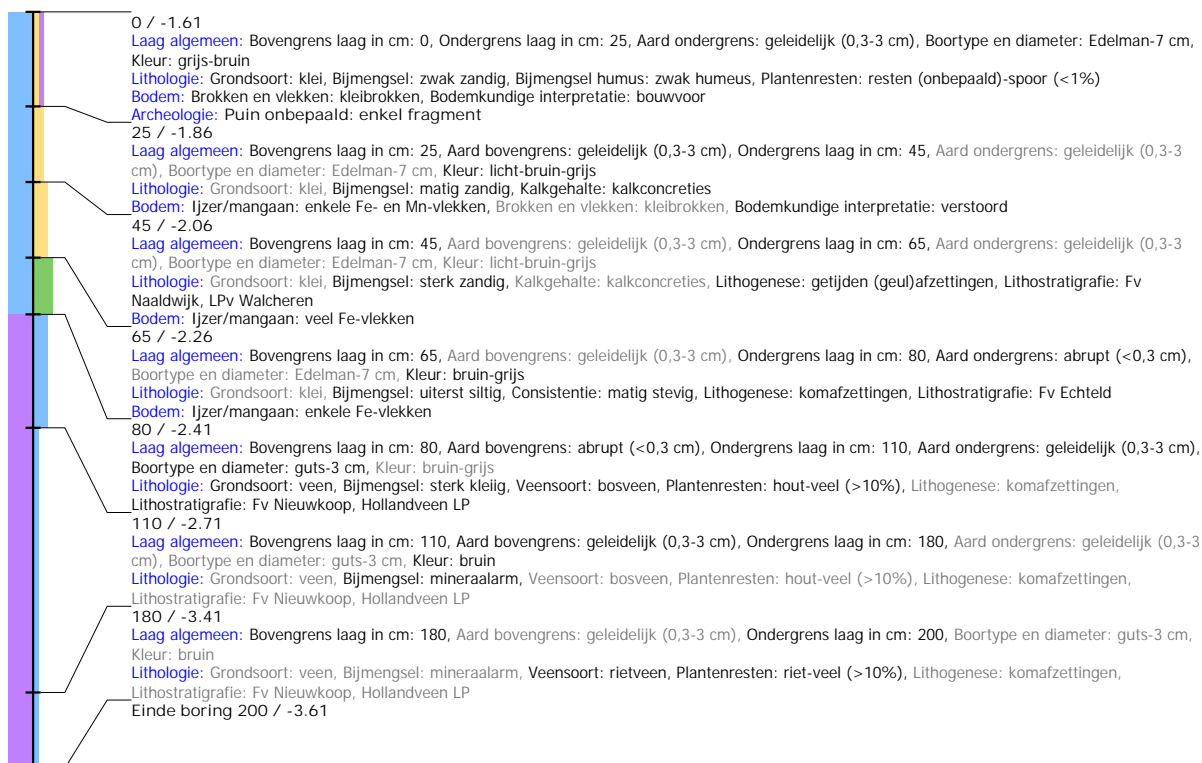 0 / -1.61
Laag algemeen: Bovengrens laag in cm: 0, Ondergrens laag in cm: 25, Aard ondergrens: geleidelijk (0,3-3 cm), Boortype en diameter: Edelman-7 cm,
Kleur: grijs-bruin
Lithologie: Grondsoort: klei, Bijmengsel: zwak zandig, Bijmengsel humus: zwak humeus, Plantenresten: resten (onbepaald)-spoor (<1%)
Bodem: Brokken en vlekken: kleibrokken, Bodemkundige interpretatie: bouwvoor
Archeologie: Puin onbepaald: enkel fragment
25 / -1.86
Laag algemeen: Bovengrens laag in cm: 25, Aard bovengrens: geleidelijk (0,3-3 cm), Ondergrens laag in cm: 45, Aard ondergrens: geleidelijk (0,3-3
cm), Boortype en diameter: Edelman-7 cm, Kleur: licht-bruin-grijs
Lithologie: Grondsoort: klei, Bijmengsel: matig zandig, Kalkgehalte: kalkconcreties
Bodem: Ijzer/mangaan: enkele Fe- en Mn-vlekken, Brokken en vlekken: kleibrokken, Bodemkundige interpretatie: verstoord
45 / -2.06
Laag algemeen: Bovengrens laag in cm: 45, Aard bovengrens: geleidelijk (0,3-3 cm), Ondergrens laag in cm: 65, Aard ondergrens: geleidelijk (0,3-3
cm), Boortype en diameter: Edelman-7 cm, Kleur: licht-bruin-grijs
Lithologie: Grondsoort: klei, Bijmengsel: sterk zandig, Kalkgehalte: kalkconcreties, Lithogenese: getijden (geul)afzettingen, Lithostratigrafie: Fv
Naaldwijk, LPv Walcheren
Bodem: Ijzer/mangaan: veel Fe-vlekken
65 / -2.26
Laag algemeen: Bovengrens laag in cm: 65, Aard bovengrens: geleidelijk (0,3-3 cm), Ondergrens laag in cm: 80, Aard ondergrens: abrupt (<0,3 cm),
Boortype en diameter: Edelman-7 cm, Kleur: bruin-grijs
Lithologie: Grondsoort: klei, Bijmengsel: uiterst siltig, Consistentie: matig stevig, Lithogenese: komafzettingen, Lithostratigrafie: Fv Echteld
Bodem: Ijzer/mangaan: enkele Fe-vlekken
80 / -2.41
Laag algemeen: Bovengrens laag in cm: 80, Aard bovengrens: abrupt (<0,3 cm), Ondergrens laag in cm: 110, Aard ondergrens: geleidelijk (0,3-3 cm),
Boortype en diameter: guts-3 cm, Kleur: bruin-grijs
Lithologie: Grondsoort: veen, Bijmengsel: sterk kleiig, Veensoort: bosveen, Plantenresten: hout-veel (>10%), Lithogenese: komafzettingen,
Lithostratigrafie: Fv Nieuwkoop, Hollandveen LP
110 / -2.71
Laag algemeen: Bovengrens laag in cm: 110, Aard bovengrens: geleidelijk (0,3-3 cm), Ondergrens laag in cm: 180, Aard ondergrens: geleidelijk (0,3-3
cm), Boortype en diameter: guts-3 cm, Kleur: bruin
Lithologie: Grondsoort: veen, Bijmengsel: mineraalarm, Veensoort: bosveen, Plantenresten: hout-veel (>10%), Lithogenese: komafzettingen,
Lithostratigrafie: Fv Nieuwkoop, Hollandveen LP
180 / -3.41
Laag algemeen: Bovengrens laag in cm: 180, Aard bovengrens: geleidelijk (0,3-3 cm), Ondergrens laag in cm: 200, Boortype en diameter: guts-3 cm,
Kleur: bruin
Lithologie: Grondsoort: veen, Bijmengsel: mineraalarm, Veensoort: rietveen, Plantenresten: riet-veel (>10%), Lithogenese: komafzettingen,
Lithostratigrafie: Fv Nieuwkoop, Hollandveen LP
Einde boring 200 / -3.61